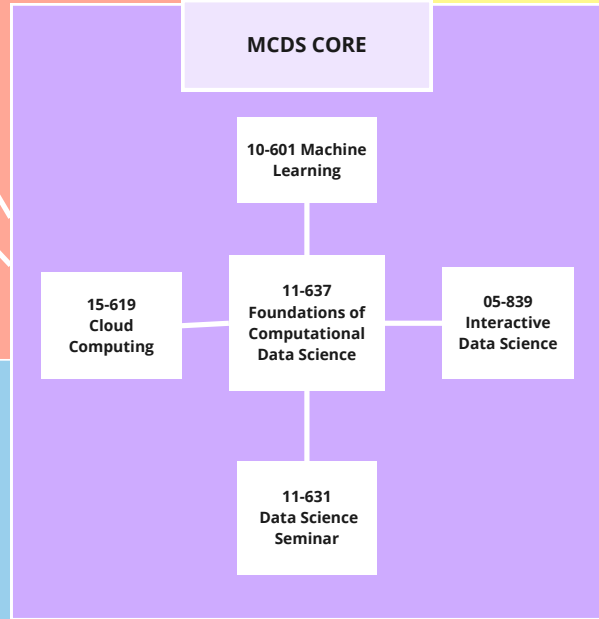 MCDS CORE
10-601 Machine
Learning
15-619
Cloud
Computing
11-637
Foundations of
Computational
Data Science
05-839
Interactive
Data Science
11-631
Data Science
Seminar